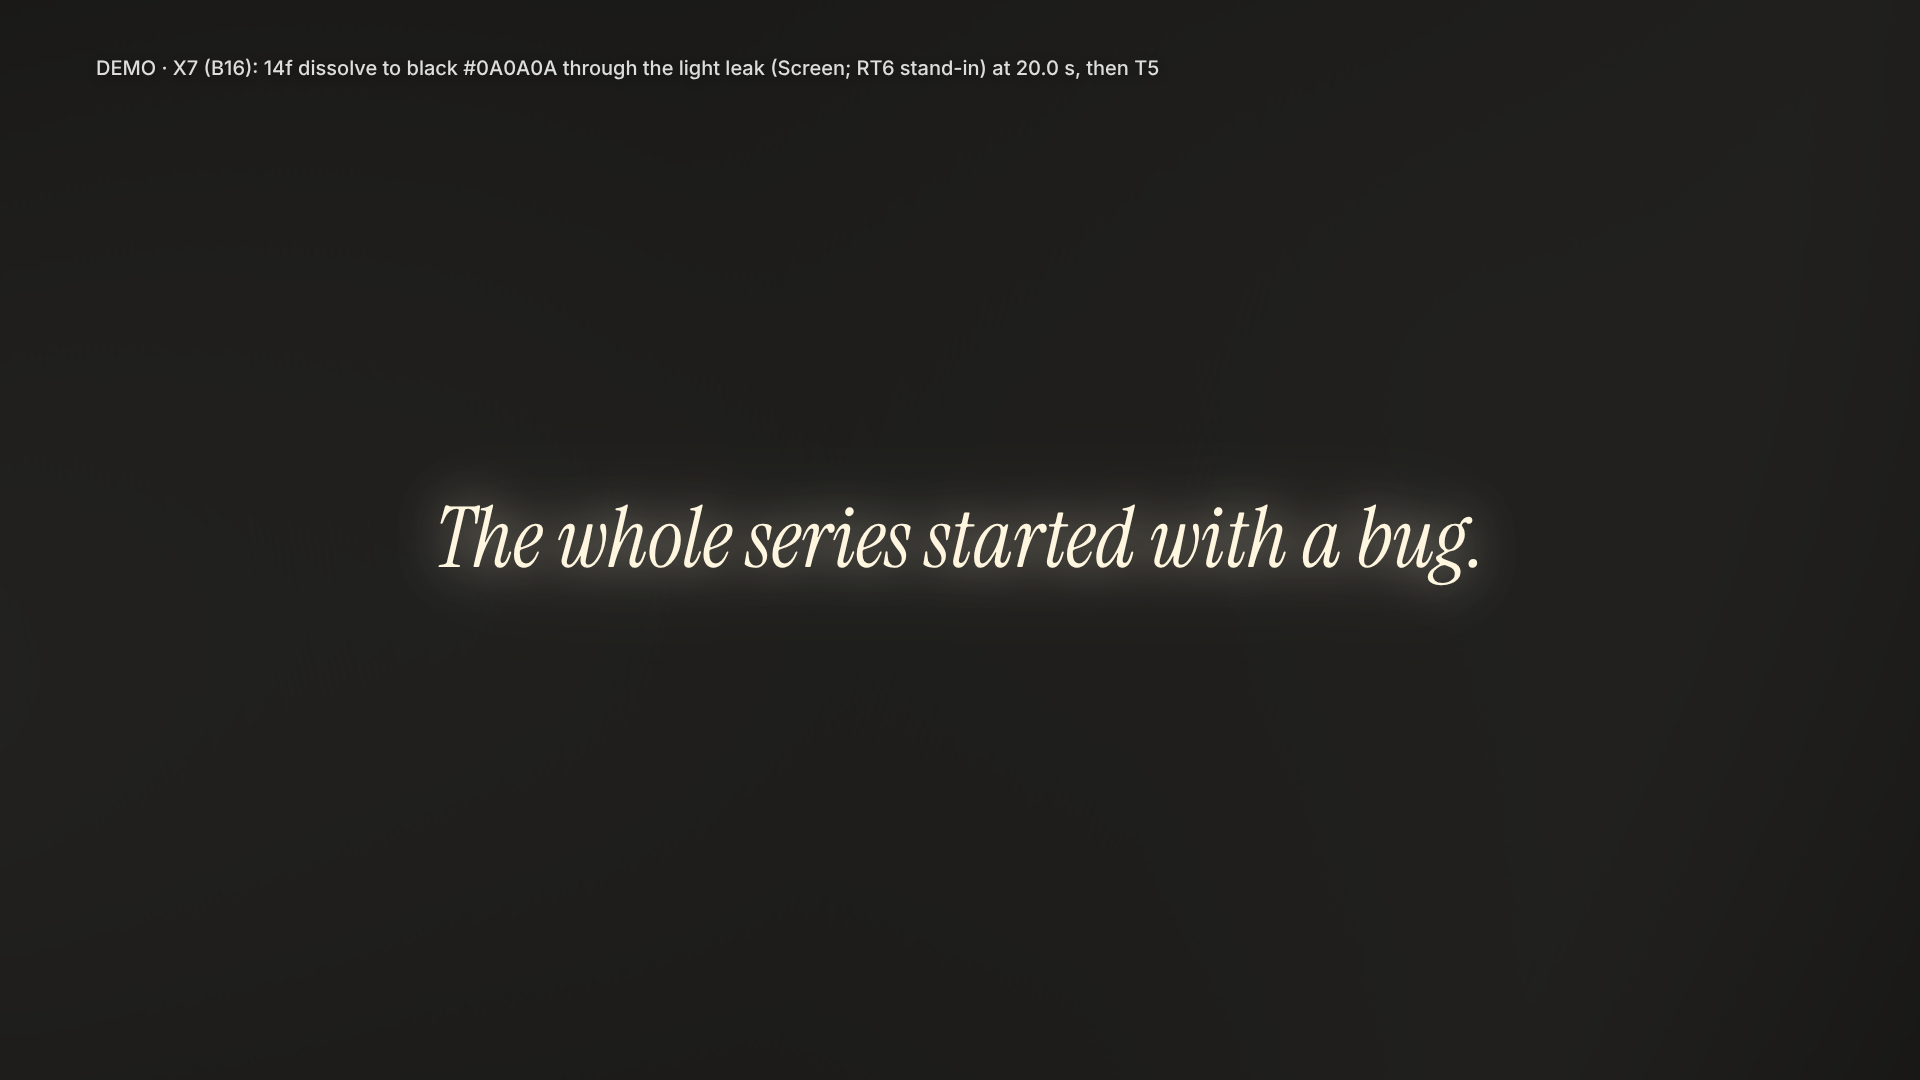 DEMO · X7 (B16): 14f dissolve to black #0A0A0A through the light leak (Screen; RT6 stand-in) at 20.0 s, then T5
The whole series started with a bug.